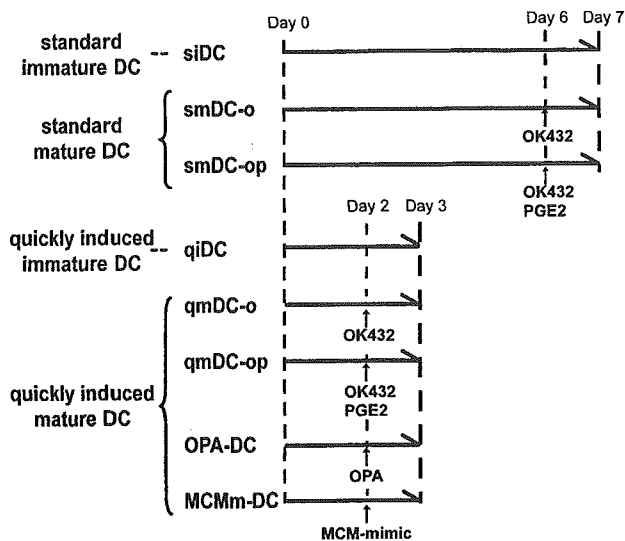 Day 0
Day 6
Day 7
standard
immature DC
siDC
standard
mature DC
smDC-o
OK432
smDC-op
OK432
PGE2
Day 2
Day 3
quickly induced
immature DC
qiDC
quickly induced
mature DC
qmDC-o
OK432
qmDC-op
OK432
PGE2
OPA-DC
OPA
MCMm-DC
MCM-mimic